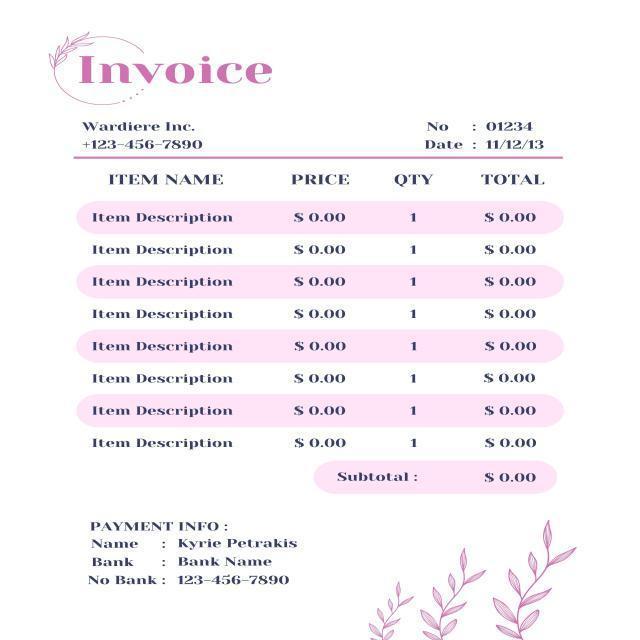 Invoice
Wardiere Inc. No : 01234
+123-456-7890 Date : 11/12/13
ITEM NAME PRICE QTY TOTAL
Item Description $ 0.00 1 $ 0.00
Item Description $ 0.00 1 $ 0.00
Item Description $ 0.00 1 $ 0.00
Item Description $ 0.00 1 $ 0.00
Item Description $ 0.00 1 $ 0.00
Item Description $ 0.00 1 $ 0.00
Item Description $ 0.00 1 $ 0.00
Item Description $ 0.00 1 $ 0.00
Subtotal : $ 0.00
PAYMENT INFO :
Name : Kyrie Petrakis
Bank : Bank Name
No Bank : 123-456-7890